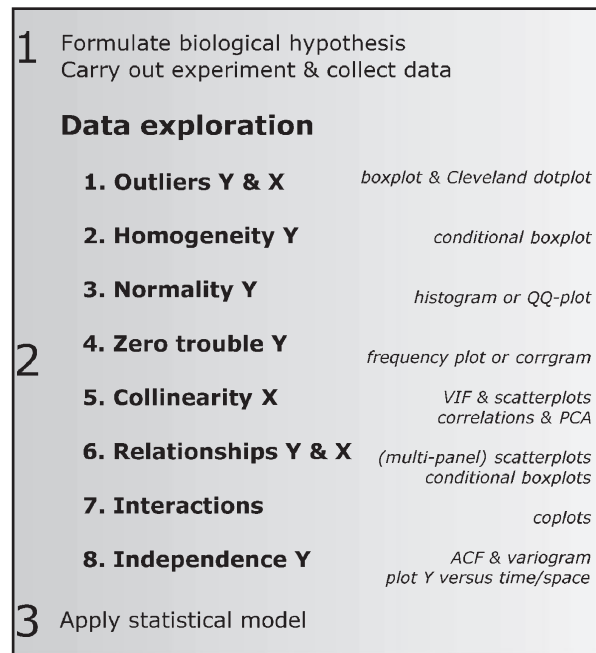 1 Formulate biological hypothesis
Carry out experiment & collect data
2
Data exploration
1. Outliers Y & X boxplot & Cleveland dotplot
2. Homogeneity Y conditional boxplot
3. Normality Y histogram or QQ-plot
4. Zero trouble Y frequency plot or corrgram
5. Collinearity X VIF & scatterplots
correlations & PCA
6. Relationships Y & X (multi-panel) scatterplots
conditional boxplots
7. Interactions coplots
8. Independence Y ACF & variogram
plot Y versus time/space
3 Apply statistical model